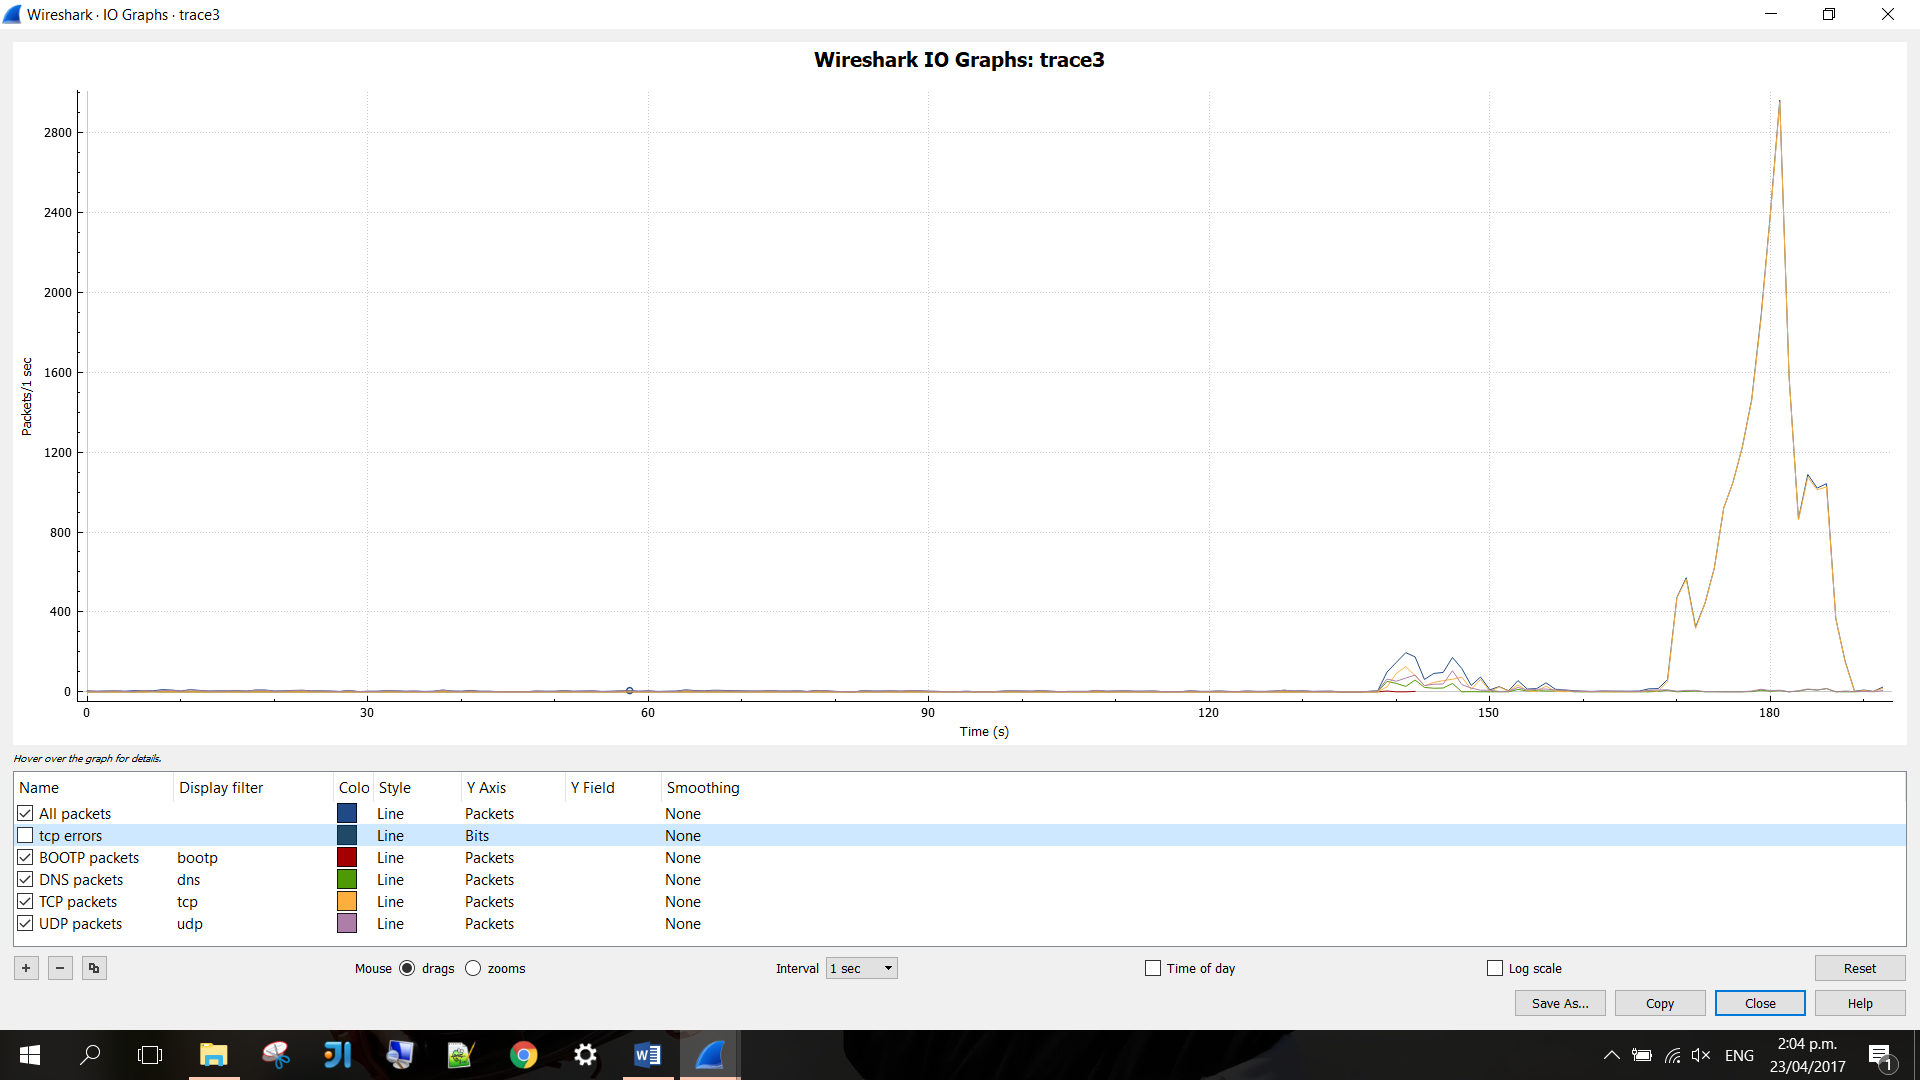 Wireshark · IO Graphs · trace3
Wireshark IO Graphs: trace3
2800
2400
2000
1600
1200
800
400
0
Packets/1 sec
0 30 60 90 120 150 180
Time (s)
Hover over the graph for details.
Name Display filter Colo Style Y Axis Y Field Smoothing
All packets Line Packets None
tcp errors Line Bits None
BOOTP packets bootp Line Packets None
DNS packets dns Line Packets None
TCP packets tcp Line Packets None
UDP packets udp Line Packets None
Mouse drags zooms Interval 1 sec Time of day Log scale Reset
Save As... Copy Close Help
ENG
2:04 p.m.
23/04/2017
1